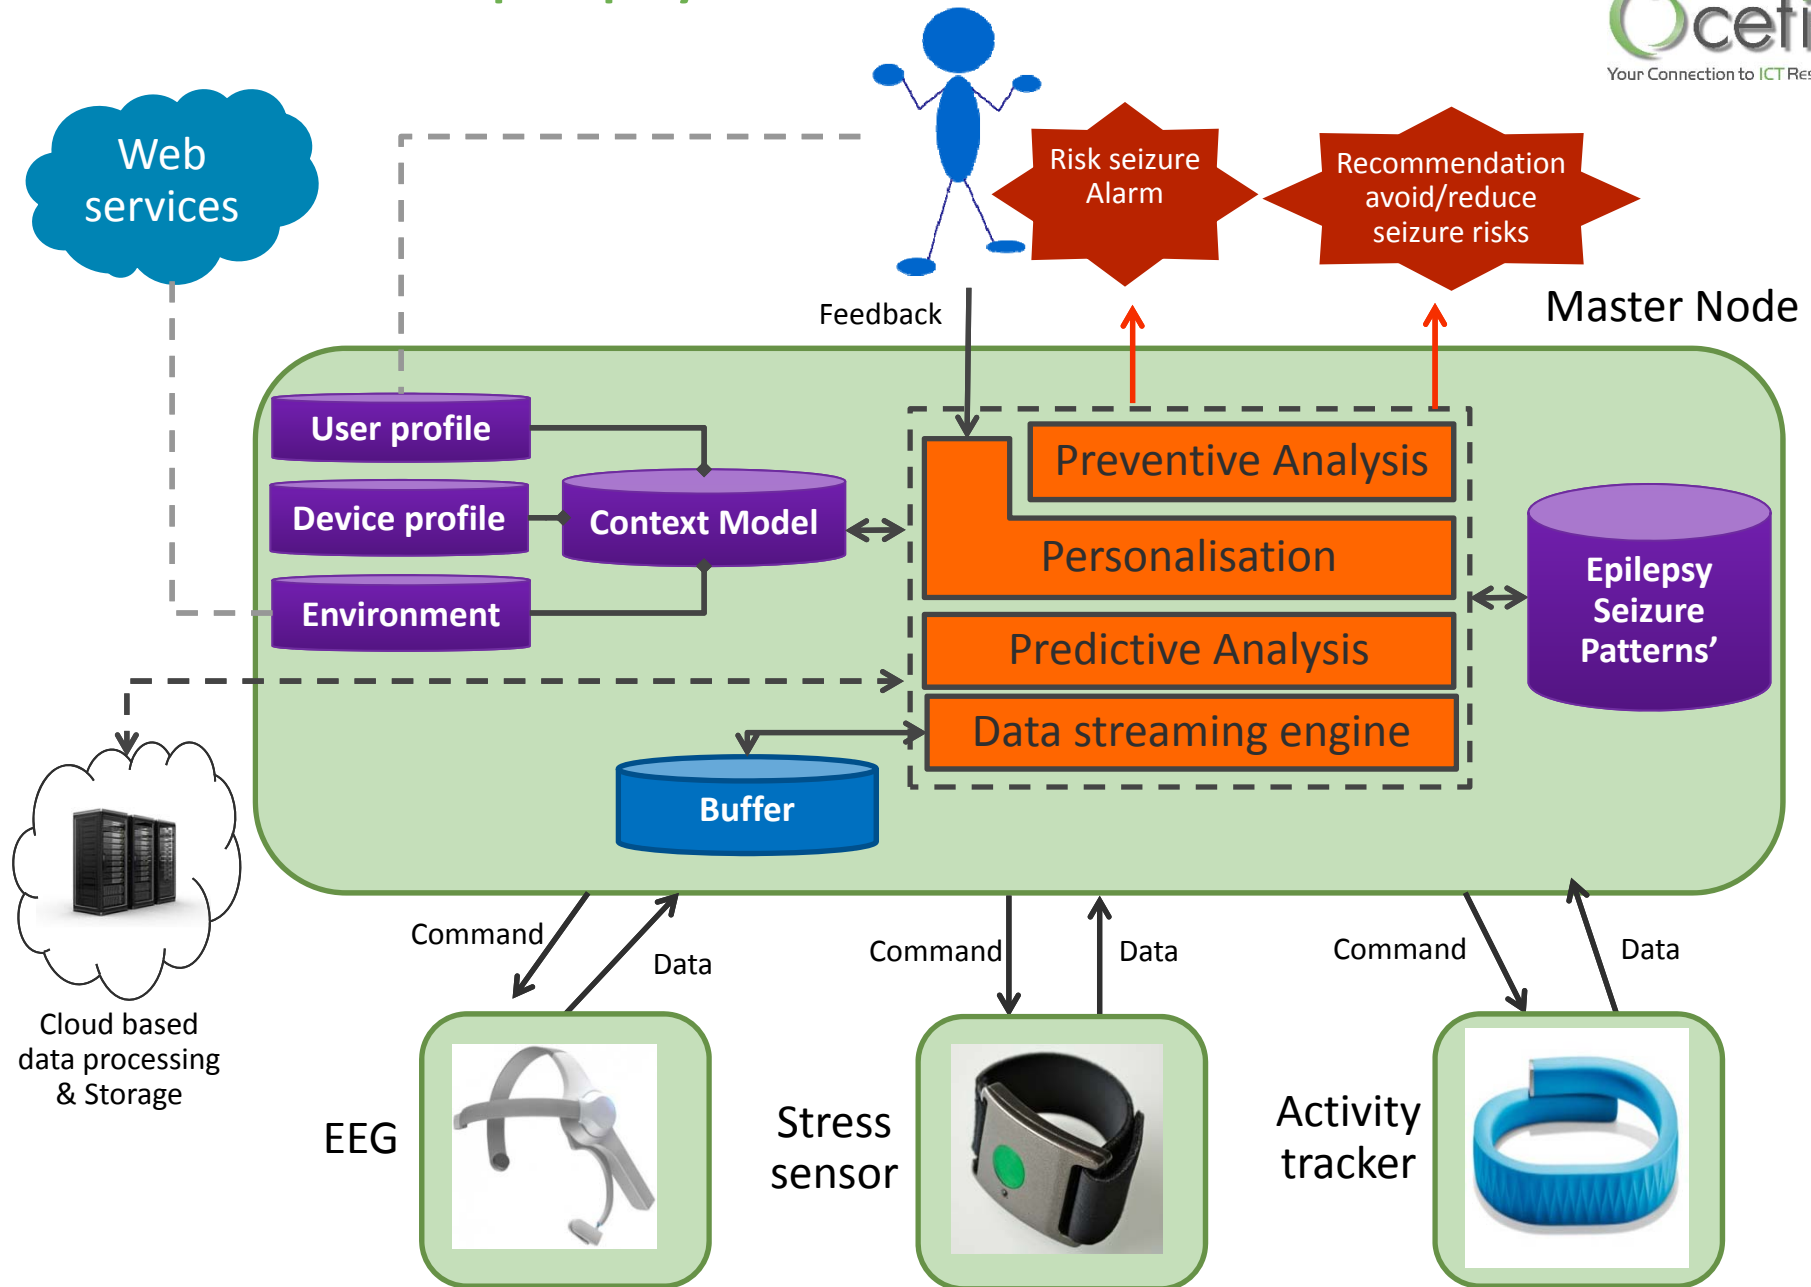 Your Connection to ICT
Web
services
Risk seizure
Alarm
Recommendation
avoid/reduce
seizure risks
Feedback
Master Node
User profile
Device profile
Environment
Context Model
Preventive Analysis
Personalisation
Predictive Analysis
Data streaming engine
Epilepsy
Seizure
Patterns’
Buffer
Cloud based
data processing
& Storage
Command
Data
Command
Data
Command
Data
EEG
Stress
sensor
Activity
tracker